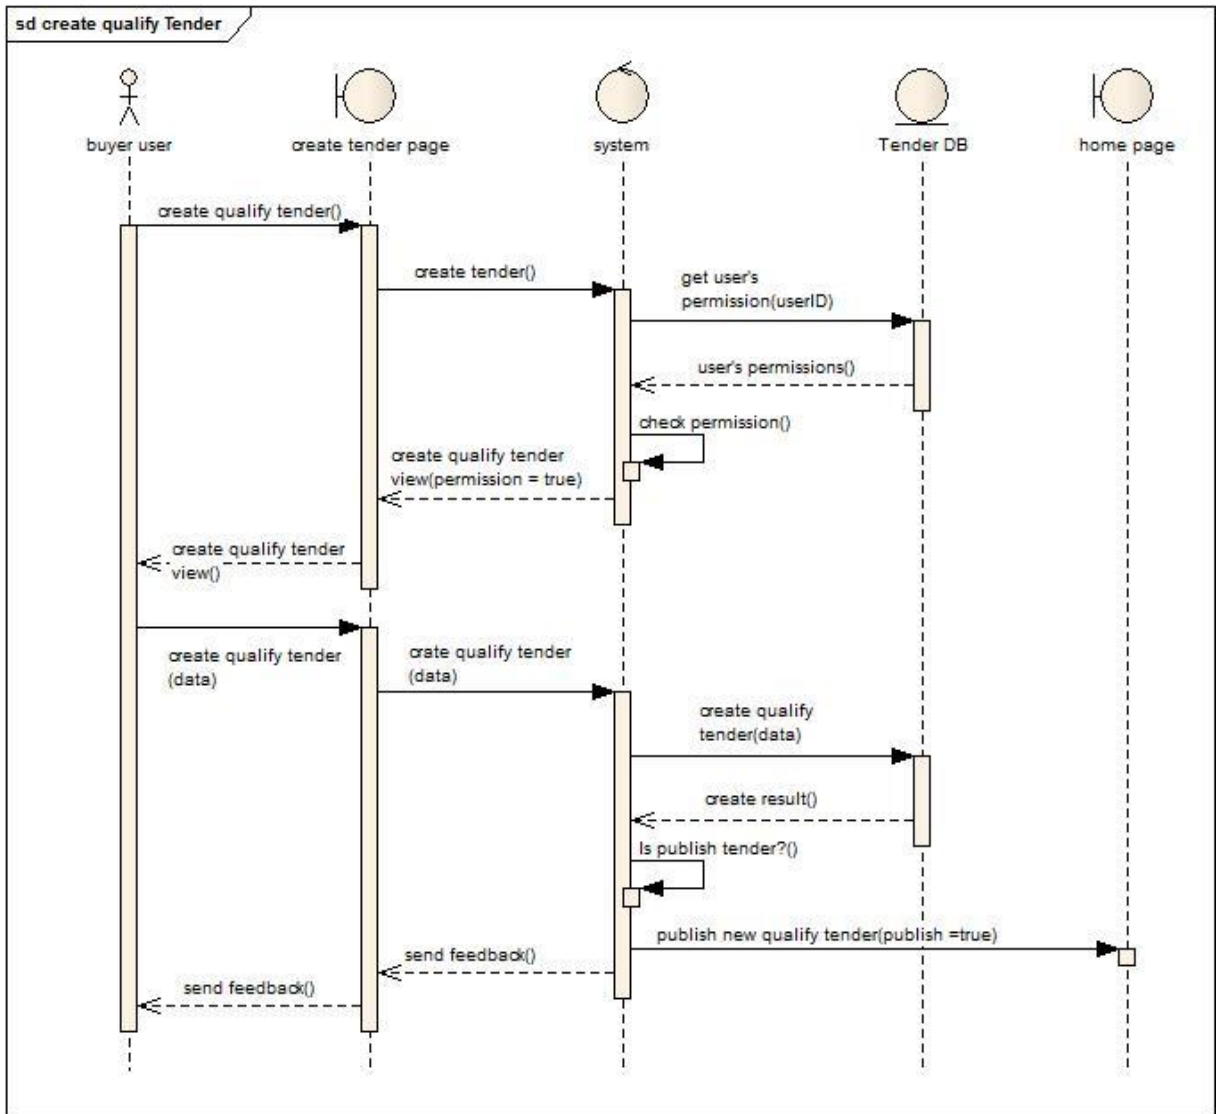 sd create qualify Tender
buyer user
create tender page
system
Tender DB
home page
create qualify tender()
create tender()
get user's
permission(userID)
user's permissions()
check permission()
create qualify tender
view(permission = true)
create qualify tender
view()
create qualify tender
(data)
crate qualify tender
(data)
create qualify
tender(data)
create result()
Is publish tender?()
publish new qualify tender(publish =true)
send feedback()
send feedback()